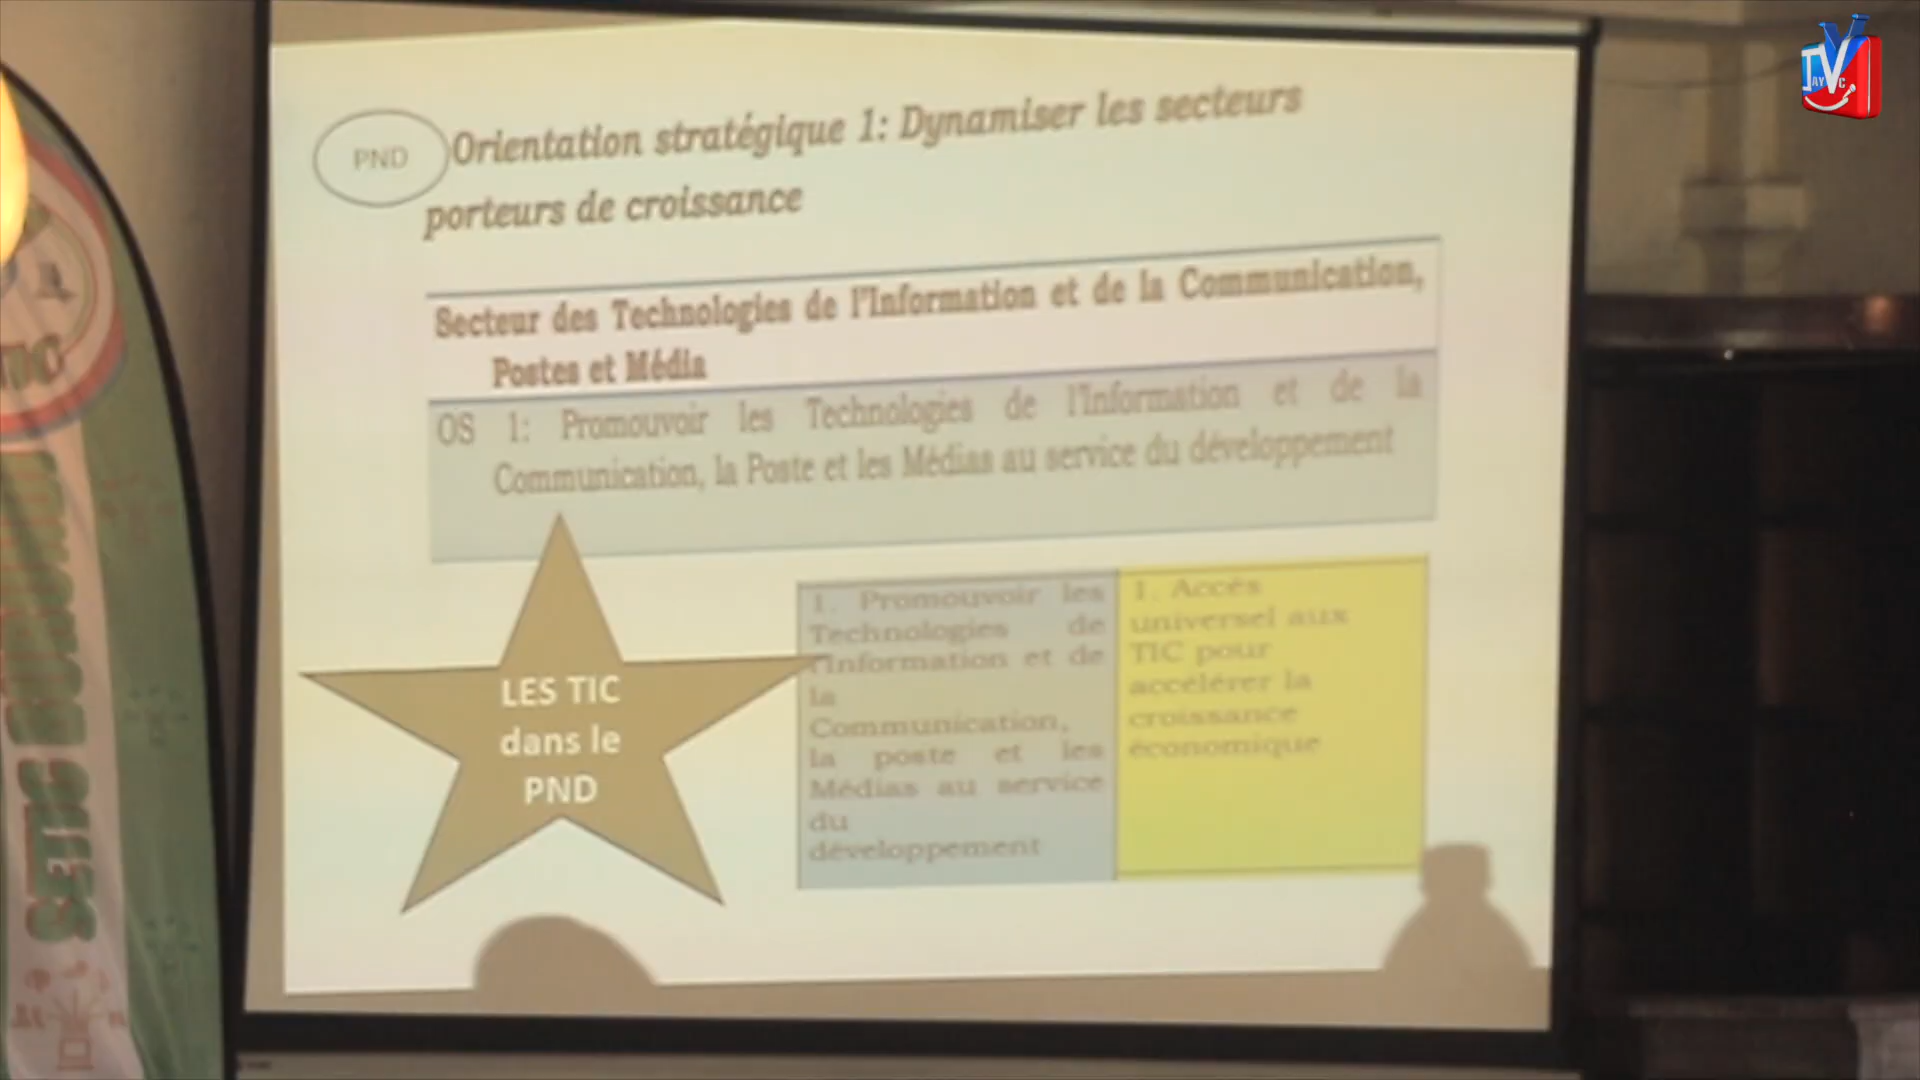 PND
Orientation stratégique 1: Dynamiser les secteurs
porteurs de croissance
Secteur des Technologies de l'Information et de la Communication,
Postes et Média
OS 1: Promouvoir les Technologies de l'Information et de la
Communication, la Poste et les Médias au service du développement
LES TIC
dans le
PND
1. Promouvoir les
Technologies de
l'Information et de
la
Communication,
la poste et les
Médias au service
du
développement
1. Accès
universel aux
TIC pour
accélérer la
croissance
économique
SETIC